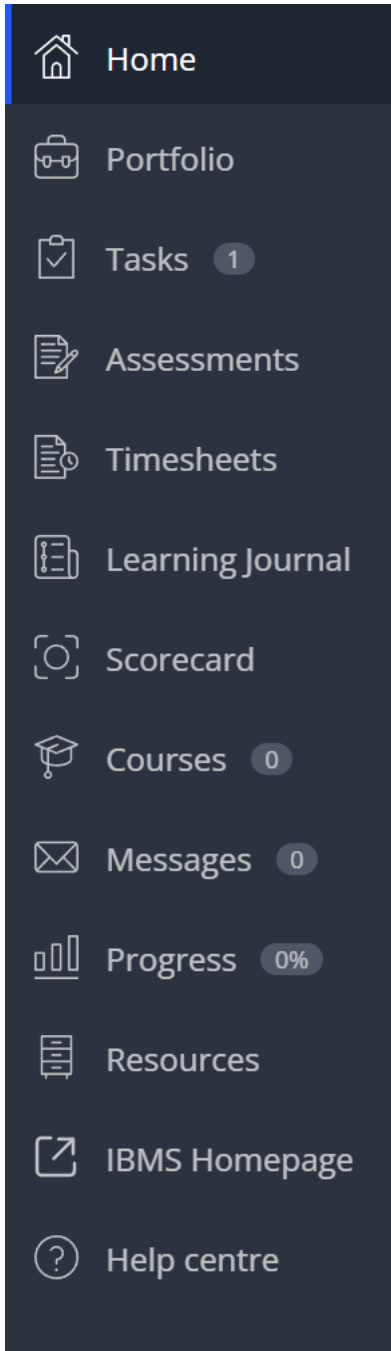 Home
Portfolio
Tasks 1
Assessments
Timesheets
Learning Journal
Scorecard
Courses 0
Messages 0
Progress 0%
Resources
IBMS Homepage
Help centre